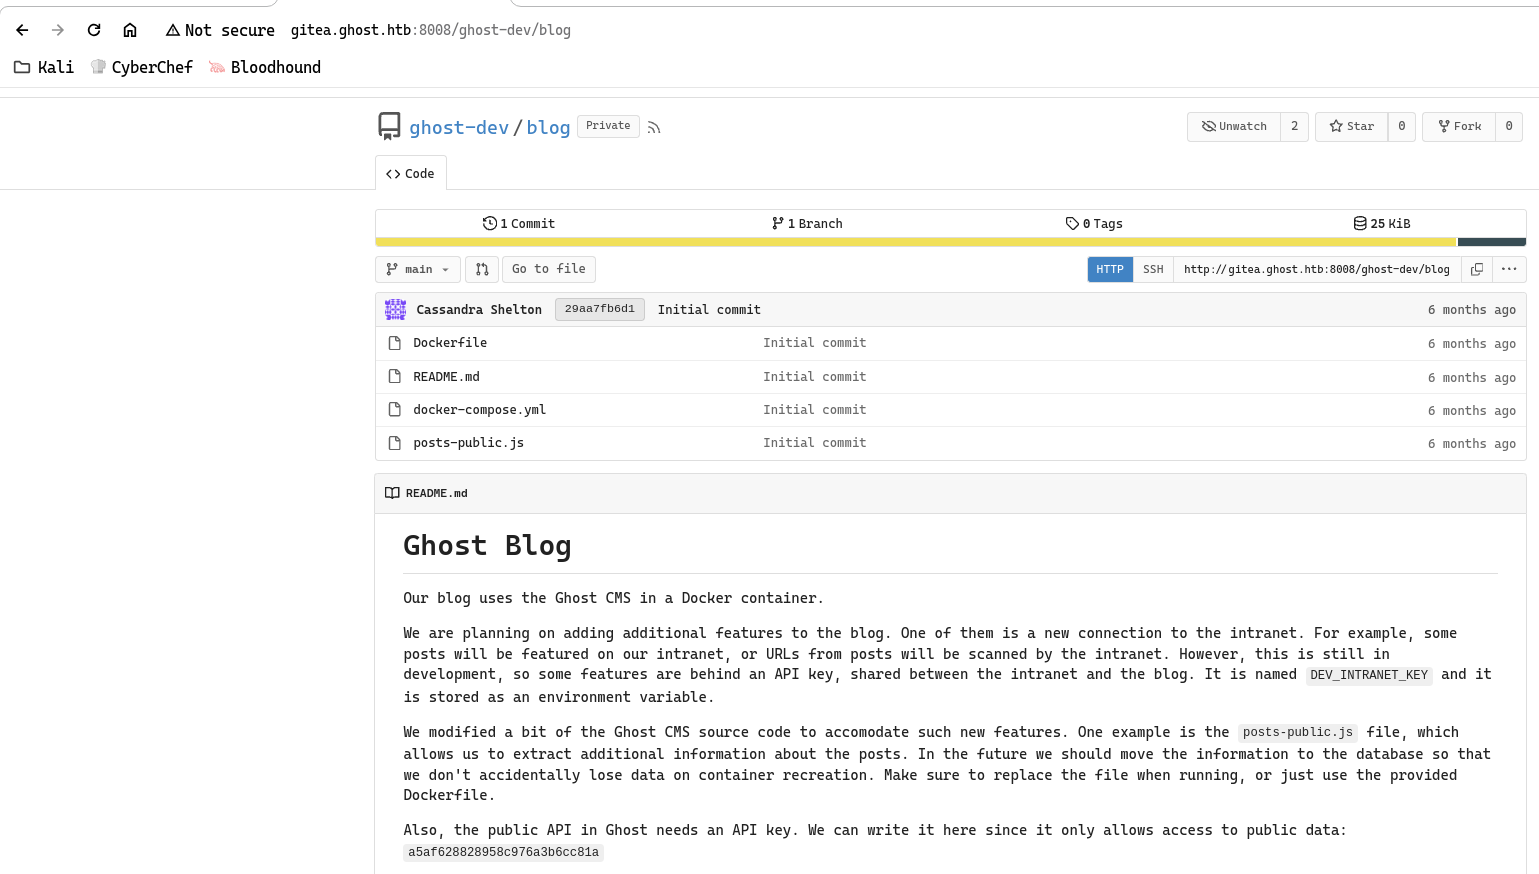 Not secure gitea.ghost.htb:8008/ghost-dev/blog
Kali CyberChef Bloodhound
ghost-dev/blog Private Unwatch 2 Star 0 Fork 0
Code
1 Commit 1 Branch 0 Tags 25 KiB
main Go to file HTTP SSH http://gitea.ghost.htb:8008/ghost-dev/blog
Cassandra Shelton 29aa7fb6d1 Initial commit 6 months ago
Dockerfile Initial commit 6 months ago
README.md Initial commit 6 months ago
docker-compose.yml Initial commit 6 months ago
posts-public.js Initial commit 6 months ago
README.md
Ghost Blog
Our blog uses the Ghost CMS in a Docker container.
We are planning on adding additional features to the blog. One of them is a new connection to the intranet. For example, some
posts will be featured on our intranet, or URLs from posts will be scanned by the intranet. However, this is still in
development, so some features are behind an API key, shared between the intranet and the blog. It is named DEV_INTRANET_KEY and it
is stored as an environment variable.
We modified a bit of the Ghost CMS source code to accomodate such new features. One example is the posts-public.js file, which
allows us to extract additional information about the posts. In the future we should move the information to the database so that
we don't accidentally lose data on container recreation. Make sure to replace the file when running, or just use the provided
Dockerfile.
Also, the public API in Ghost needs an API key. We can write it here since it only allows access to public data:
a5af628828958c976a3b6cc81a